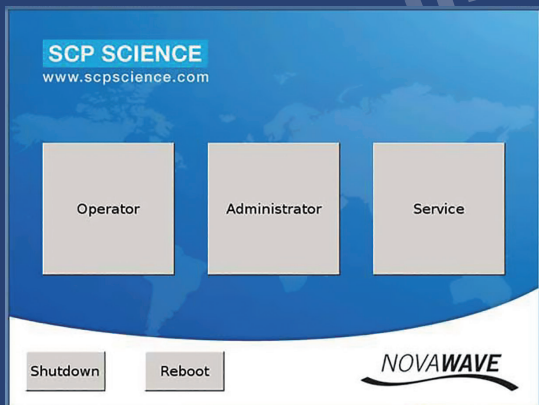 SCP SCIENCE
www.scpscience.com
Operator Administrator Service
Shutdown Reboot NOVAWAVE